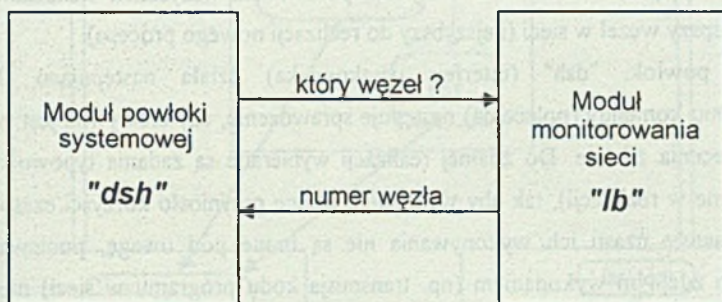 Moduł powłoki
systemowej
"dsh"
który węzeł ?
numer węzła
Moduł
monitorowania
sieci
"lb"